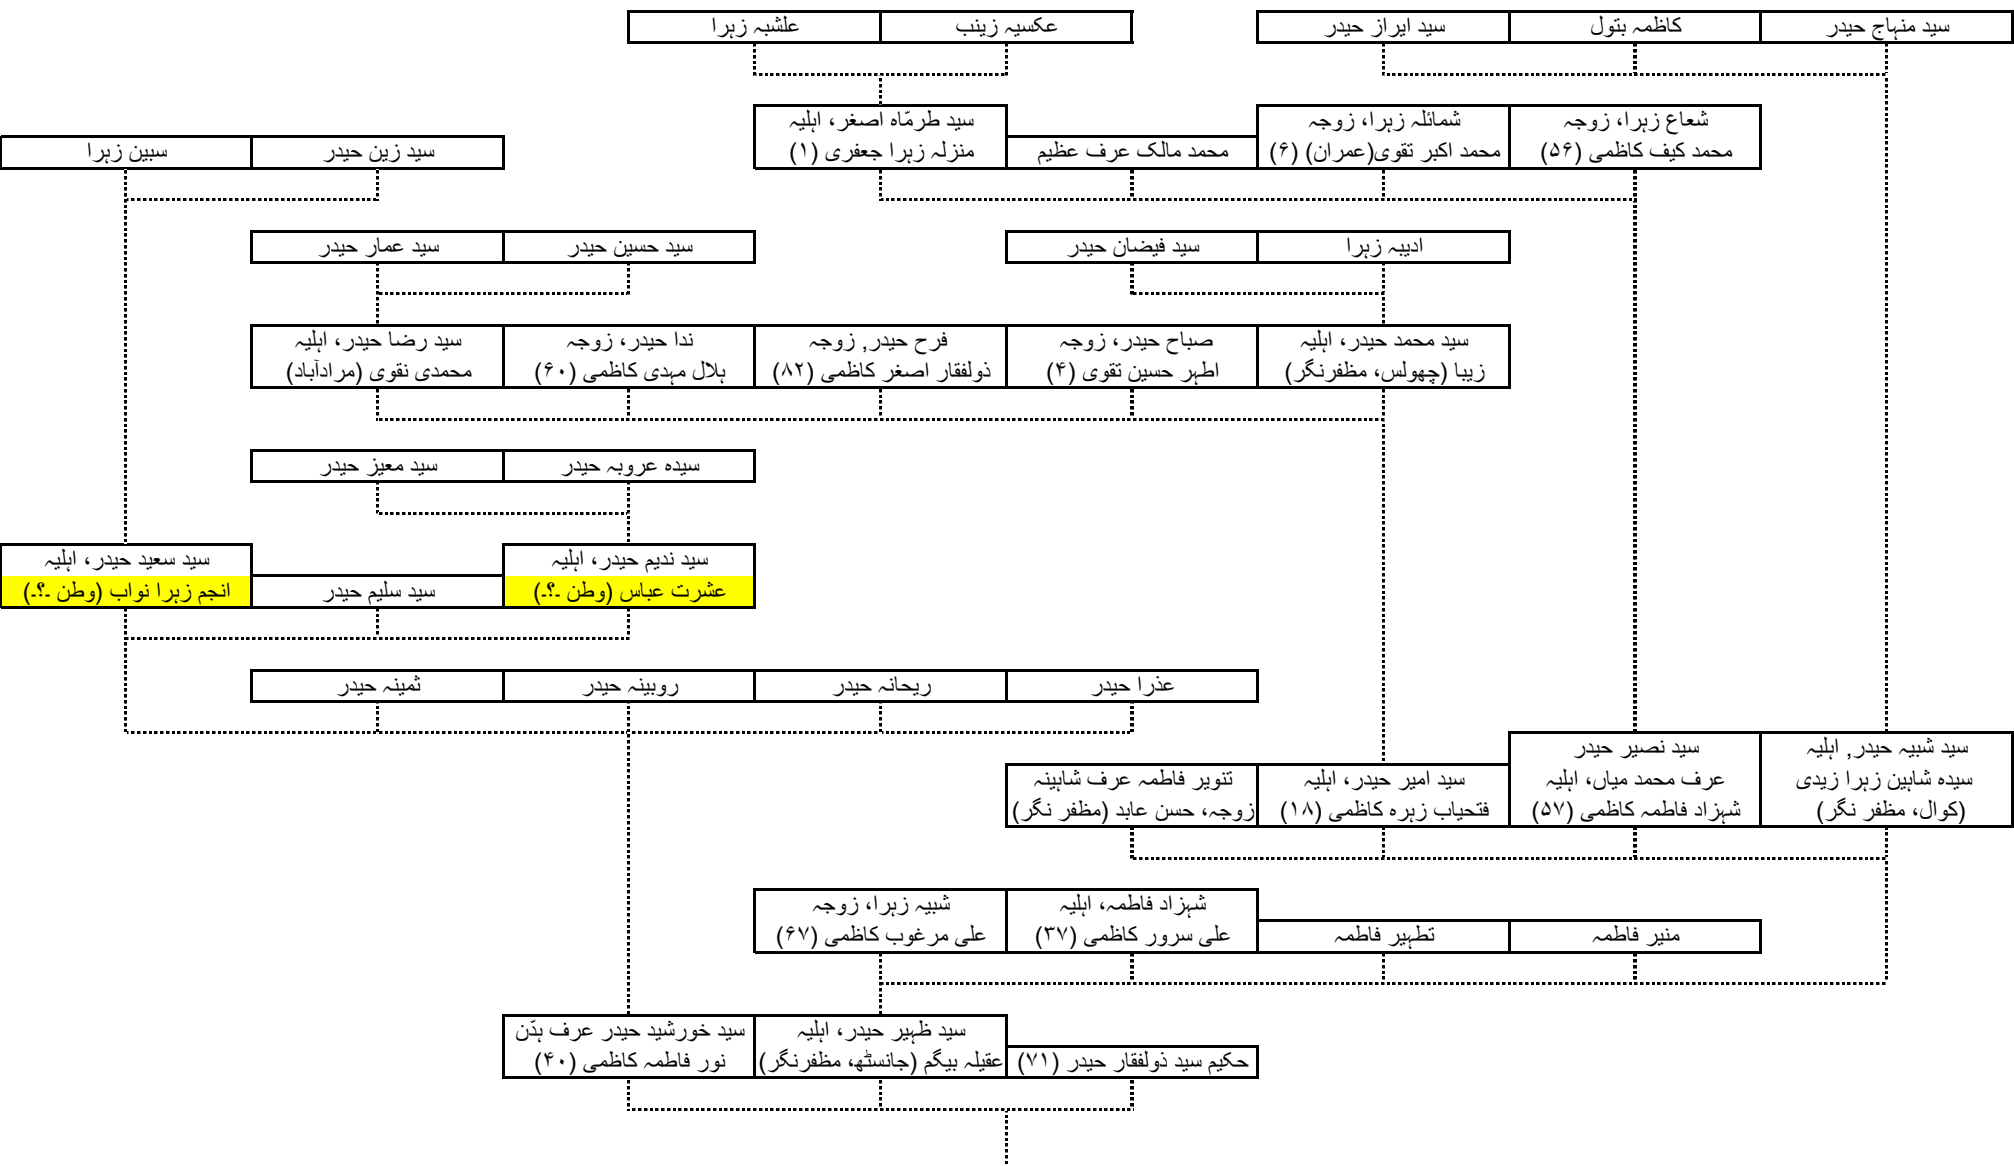 سید منہاج حیدر
کاظمہ بتول
سید ایراز حیدر
عکسیہ زینب
علشبہ زہرا
شعاع زہرا، زوجہ
محمد کیف کاظمی (۵۶)
شمائلہ زہرا، زوجہ
محمد اکبر تقوی(عمران) (۶)
محمد مالک عرف عظیم
سید طرمّاہ اصغر، اہلیہ
منزلہ زہرا جعفری (۱)
سید زین حیدر
سبین زہرا
ادیبہ زہرا
سید فیضان حیدر
سید حسین حیدر
سید عمار حیدر
سید محمد حیدر، اہلیہ
زیبا (چھولس، مظفرنگر)
صباح حیدر، زوجہ
اطہر حسین تقوی (۴)
فرح حیدر, زوجہ
ذولفقار اصغر کاظمی (۸۲)
ندا حیدر، زوجہ
ہلال مہدی کاظمی (۶۰)
سید رضا حیدر، اہلیہ
محمدی نقوی (مرادآباد)
سیدہ عروبہ حیدر
سید معیز حیدر
سید ندیم حیدر، اہلیہ
عشرت عباس (وطن ۔؟۔)
سید سلیم حیدر
سید سعید حیدر، اہلیہ
انجم زہرا نواب (وطن ۔؟۔)
عذرا حیدر
ریحانہ حیدر
روبینہ حیدر
ثمینہ حیدر
سید شبیہ حیدر, اہلیہ
سیدہ شاہین زہرا زیدی
(کوال، مظفر نگر)
سید نصیر حیدر
عرف محمد میاں، اہلیہ
شہزاد فاطمہ کاظمی (۵۷)
سید امیر حیدر، اہلیہ
فتحیاب زہرہ کاظمی (۱۸)
تنویر فاطمہ عرف شاہینہ
زوجہ، حسن عابد (مظفر نگر)
منیر فاطمہ
تطہیر فاطمہ
شہزاد فاطمہ، اہلیہ
علی سرور کاظمی (۳۷)
شبیہ زہرا، زوجہ
علی مرغوب کاظمی (۶۷)
حکیم سید ذولفقار حیدر (۷۱)
سید ظہیر حیدر، اہلیہ
عقیلہ بیگم (جانسٹھ، مظفرنگر)
سید خورشید حیدر عرف ہدّن
نور فاطمہ کاظمی (۴۰)